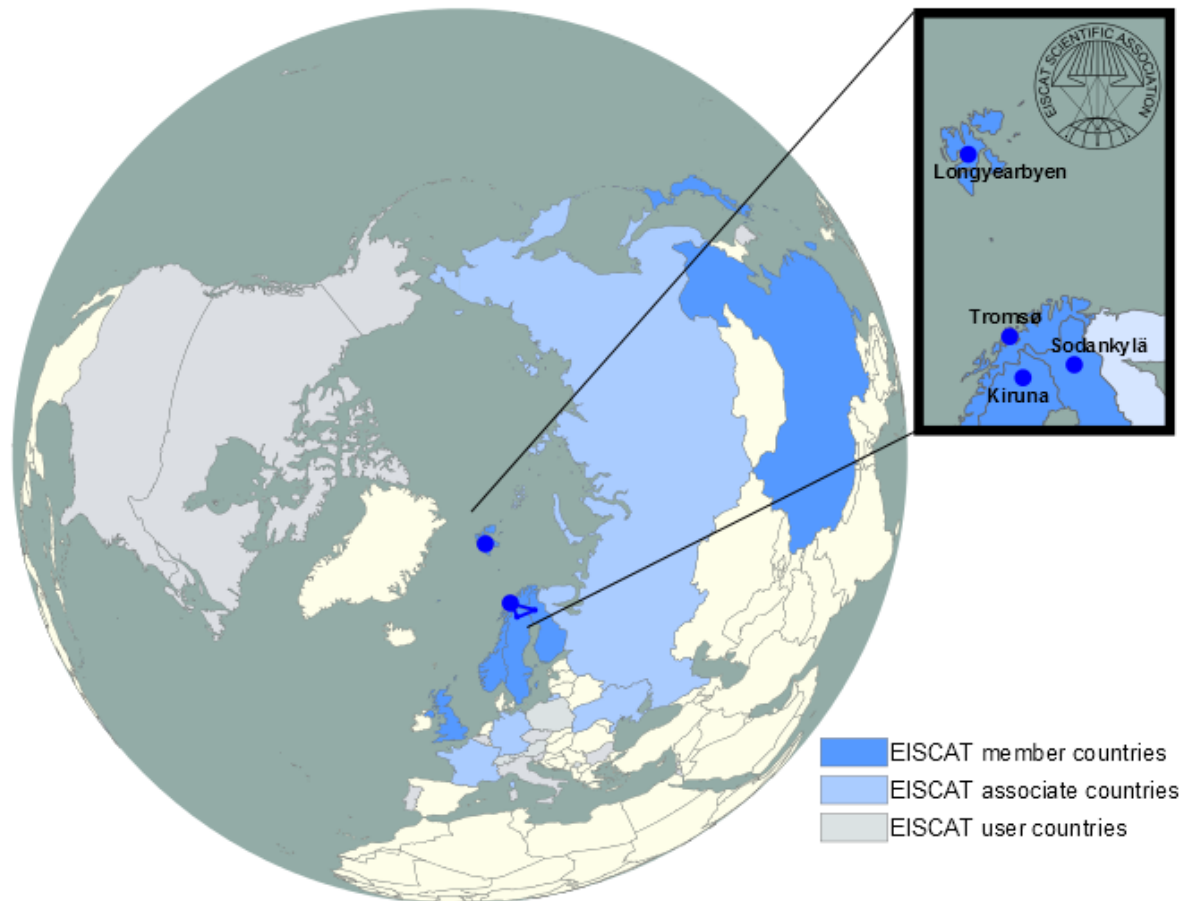 EISCAT SCIENTIFIC ASSOCIATION
Longyearbyen
Tromsø
Sodankylä
Kiruna
EISCAT member countries
EISCAT associate countries
EISCAT user countries